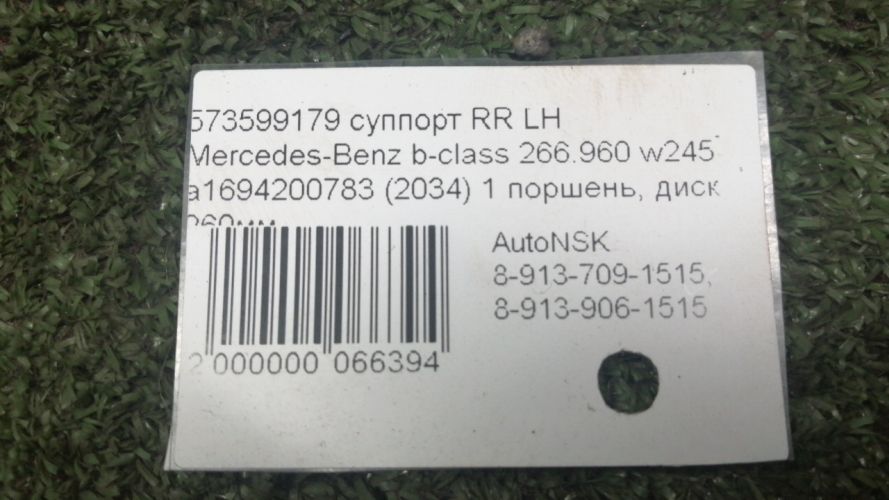 573599179 суппорт RR LH
Mercedes-Benz b-class 266.960 w245
a1694200783 (2034) 1 поршень, диск
260мм
AutoNSK
8-913-709-1515,
8-913-906-1515
2 000000 066394